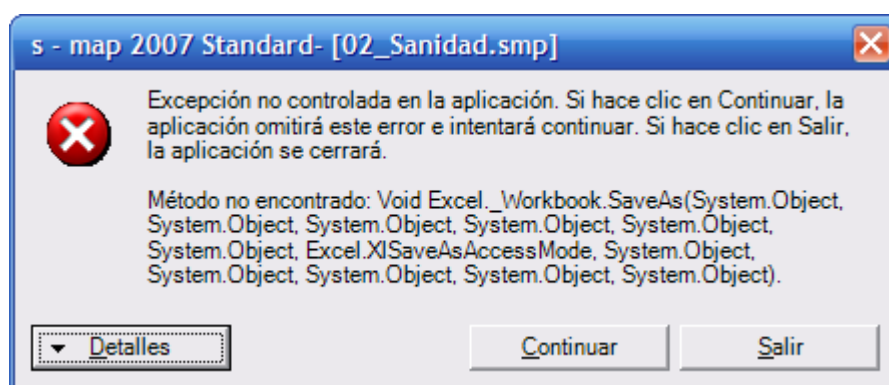 s - map 2007 Standard- [02_Sanidad.smp]
Excepción no controlada en la aplicación. Si hace clic en Continuar, la
aplicación omitirá este error e intentará continuar. Si hace clic en Salir,
la aplicación se cerrará.
Método no encontrado: Void Excel._Workbook.SaveAs(System.Object,
System.Object, System.Object, System.Object, System.Object,
System.Object, Excel.XlSaveAsAccessMode, System.Object,
System.Object, System.Object, System.Object, System.Object).
Detalles
Continuar
Salir